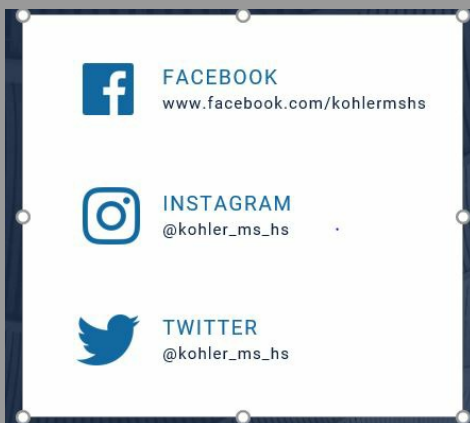 FACEBOOK
www.facebook.com/kohlermshs
INSTAGRAM
@kohler_ms_hs
TWITTER
@kohler_ms_hs